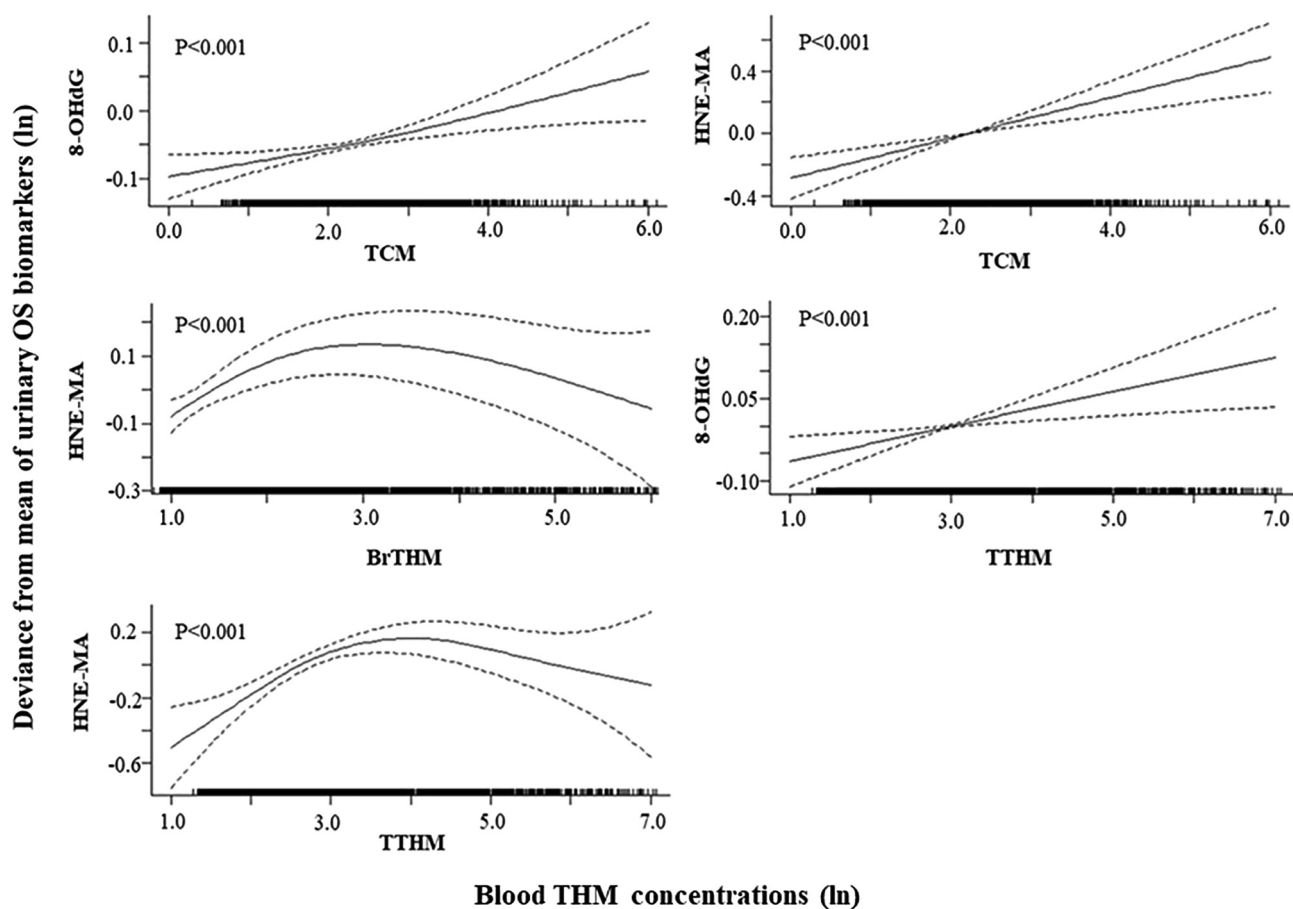 Deviance from mean of urinary OS biomarkers (ln)
8-OHdG
P<0.001
0.1
0.0
-0.1
0.0 2.0 4.0 6.0
TCM
HNE-MA
P<0.001
0.4
0.0
-0.4
0.0 2.0 4.0 6.0
TCM
HNE-MA
P<0.001
0.1
-0.1
-0.3
1.0 3.0 5.0
BrTHM
8-OHdG
P<0.001
0.20
0.05
-0.10
1.0 3.0 5.0 7.0
TTHM
HNE-MA
P<0.001
0.2
-0.2
-0.6
1.0 3.0 5.0 7.0
TTHM
Blood THM concentrations (ln)